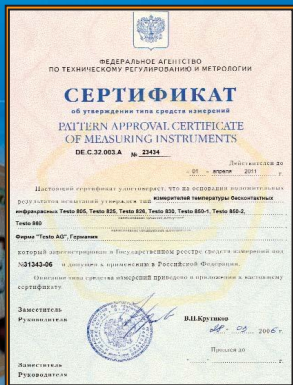 ФЕДЕРАЛЬНОЕ АГЕНТСТВО
ПО ТЕХНИЧЕСКОМУ РЕГУЛИРОВАНИЮ И МЕТРОЛОГИИ
СЕРТИФИКАТ
об утверждении типа средств измерений
PATTERN APPROVAL CERTIFICATE
OF MEASURING INSTRUMENTS
DE.C.32.003.A № 23434
Действителен до
« 01 » апреля 2011 г.
Настоящий сертификат удостоверяет, что на основании положительных
результатов испытаний утвержден тип измерителей температуры бесконтактных
инфракрасных Testo 805, Testo 825, Testo 826, Testo 830, Testo 850-1, Testo 850-2,
Testo 860
Фирма "Testo AG", Германия
который зарегистрирован в Государственном реестре средств измерений под
№31343-06 и допущен к применению в Российской Федерации.
Описание типа средства измерений приведено в приложении к настоящему
сертификату.
Заместитель
Руководителя В.Н.Крутиков
2006 г.
Продлен до
г.
Заместитель
Руководителя